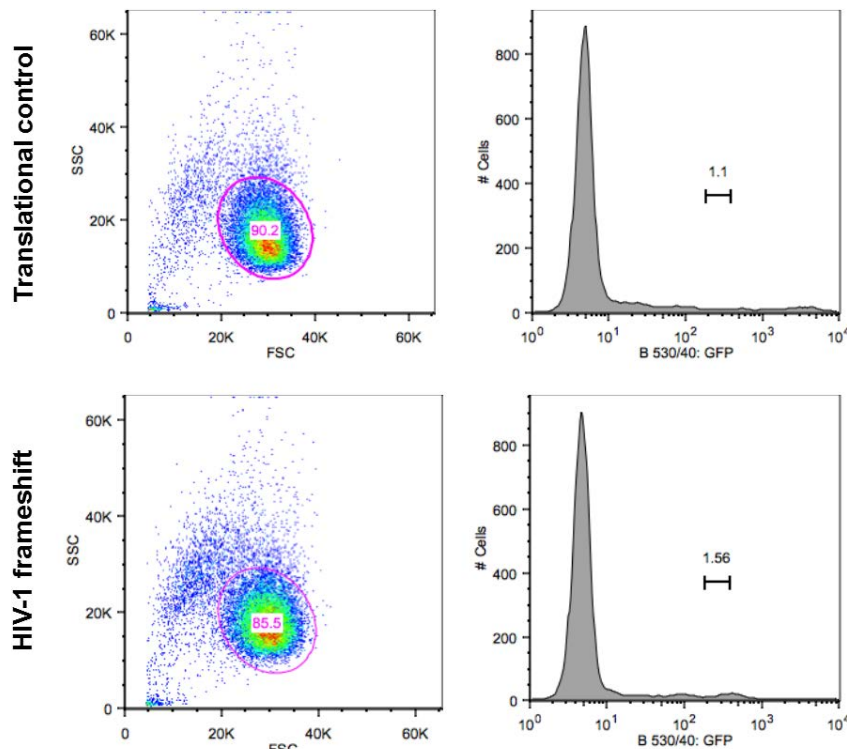 Translational control
60K
40K
20K
0
SSC
90.2
0
20K
40K
60K
FSC
800
600
400
200
0
# Cells
1.1
10^0
10^1
10^2
10^3
10^4
B 530/40: GFP
HIV-1 frameshift
60K
40K
20K
0
SSC
85.5
0
20K
40K
60K
FSC
800
600
400
200
0
# Cells
1.56
10^0
10^1
10^2
10^3
10^4
B 530/40: GFP